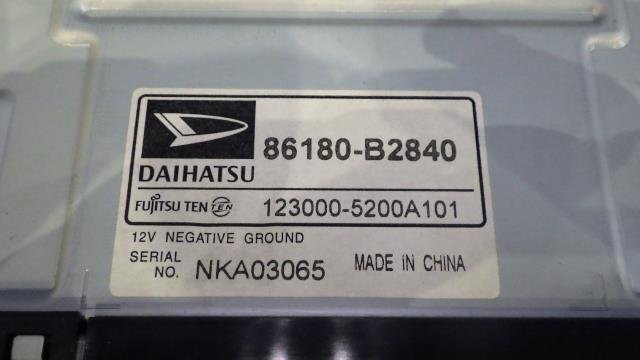 86180-B2840
DAIHATSU
FUJITSU TEN TEN 123000-5200A101
12V NEGATIVE GROUND
SERIAL NO. NKA03065 MADE IN CHINA